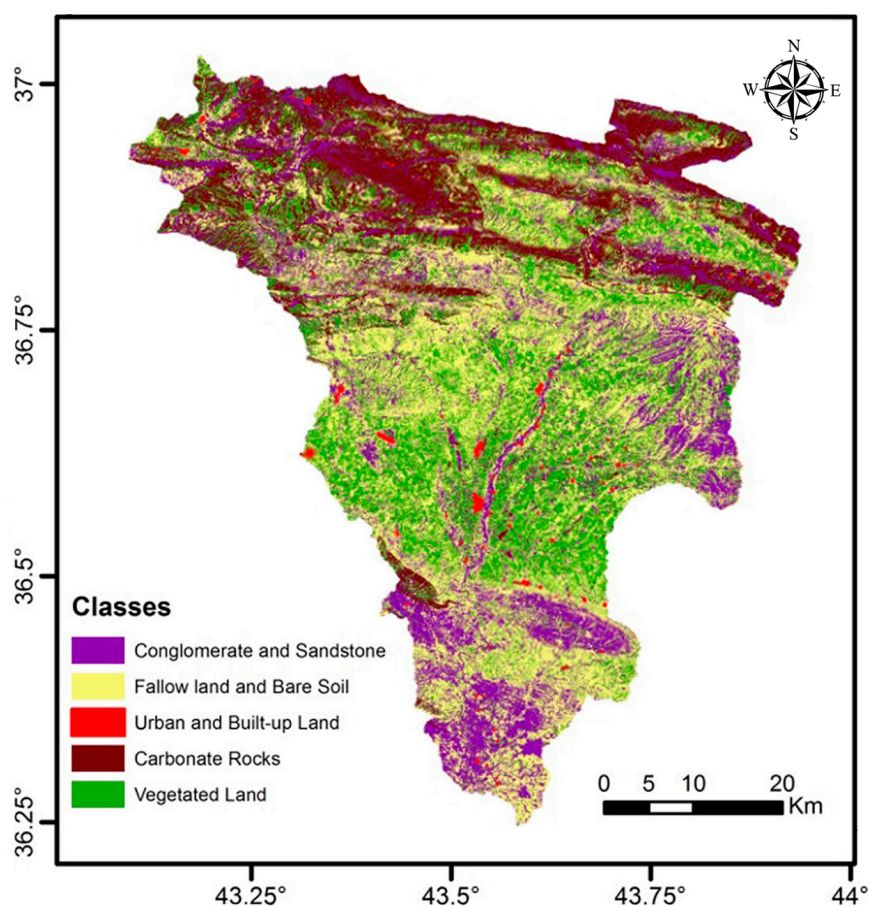 N
W E
S
37°
36.75°
36.5°
36.25°
Classes
Conglomerate and Sandstone
Fallow land and Bare Soil
Urban and Built-up Land
Carbonate Rocks
Vegetated Land
0 5 10 20
Km
43.25° 43.5° 43.75° 44°